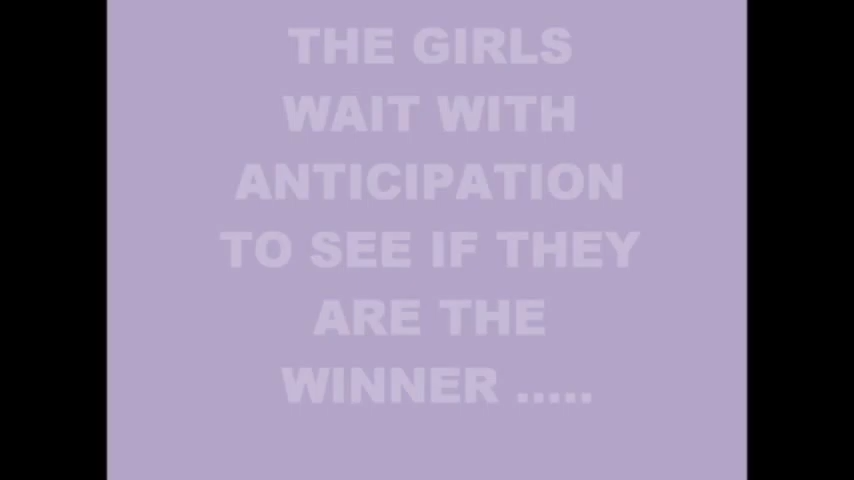 THE GIRLS
WAIT WITH
ANTICIPATION
TO SEE IF THEY
ARE THE
WINNER .....